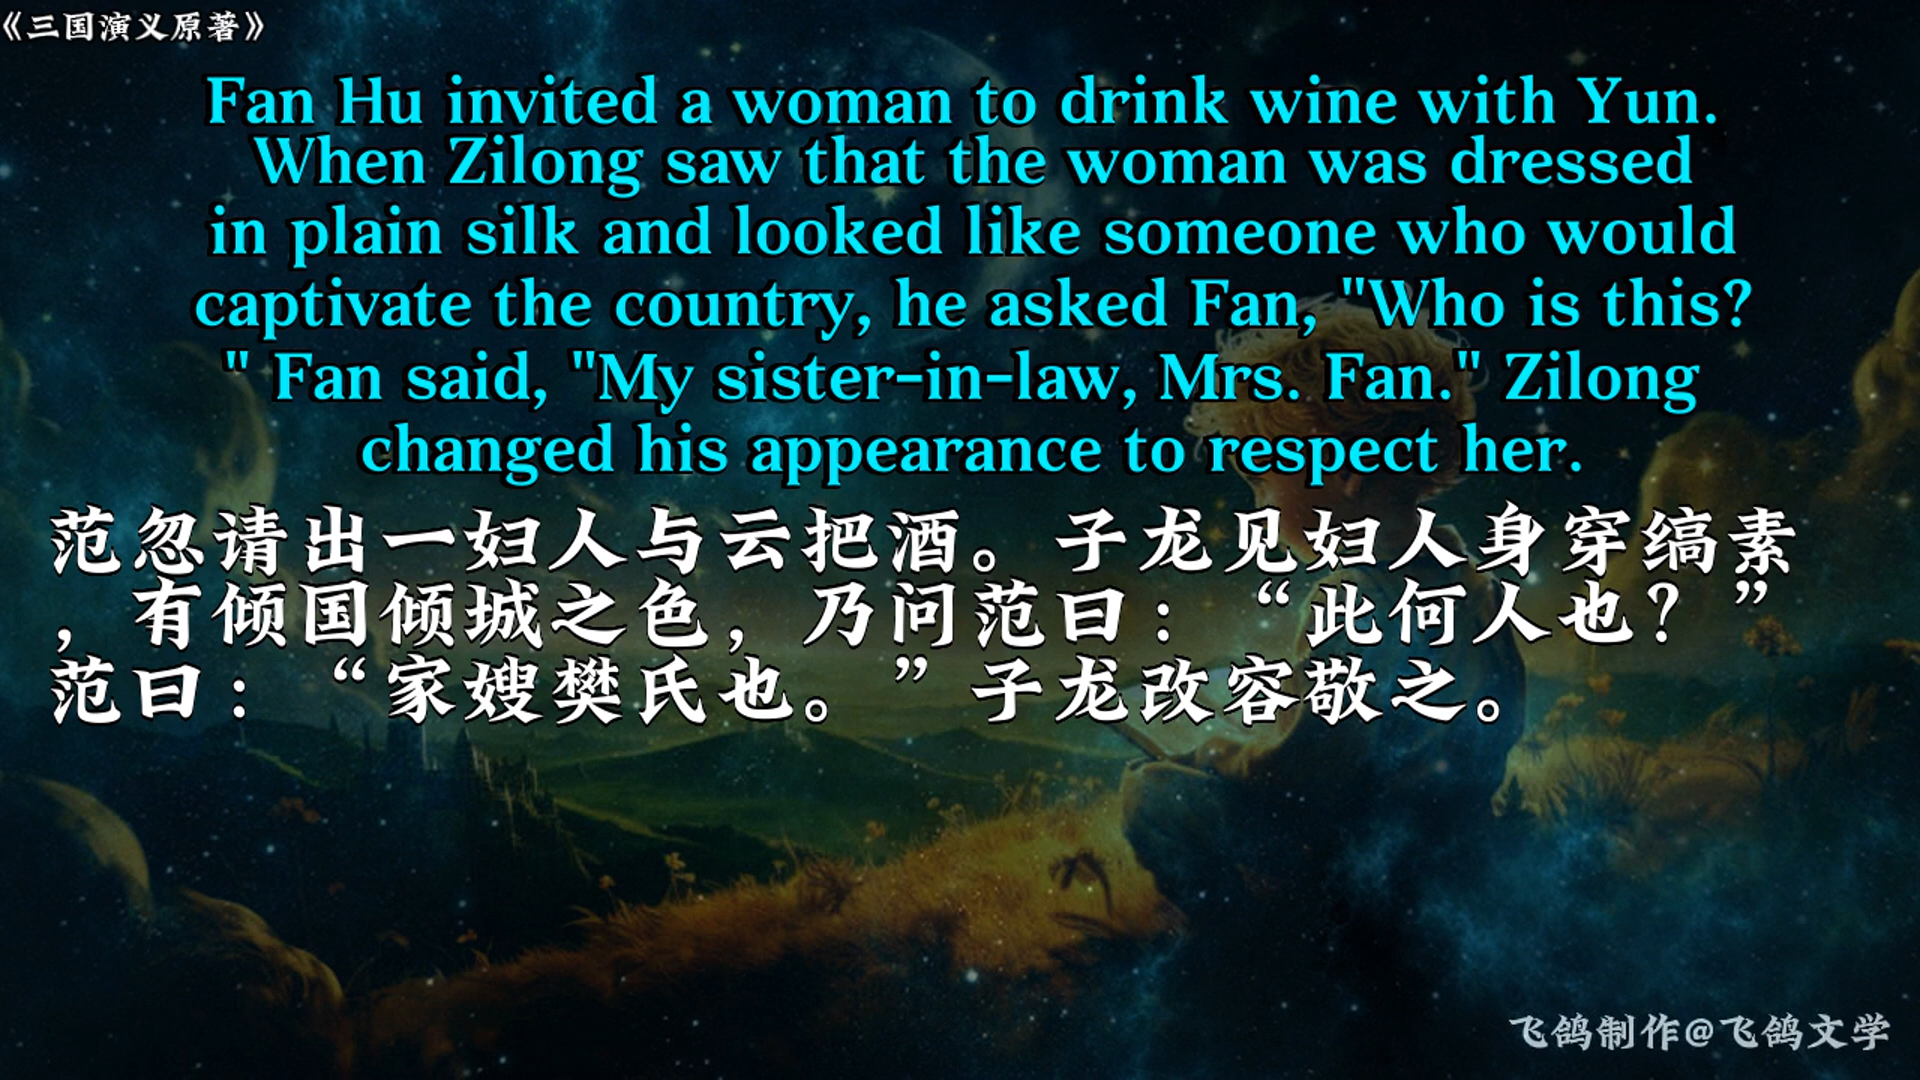 《三国演义原著》
Fan Hu invited a woman to drink wine with Yun.
When Zilong saw that the woman was dressed
in plain silk and looked like someone who would
captivate the country, he asked Fan, "Who is this?
" Fan said, "My sister-in-law, Mrs. Fan." Zilong
changed his appearance to respect her.
范忽请出一妇人与云把酒。子龙见妇人身穿缟素
，有倾国倾城之色，乃问范曰：“此何人也？”
范曰：“家嫂樊氏也。”子龙改容敬之。
飞鸽制作@飞鸽文学